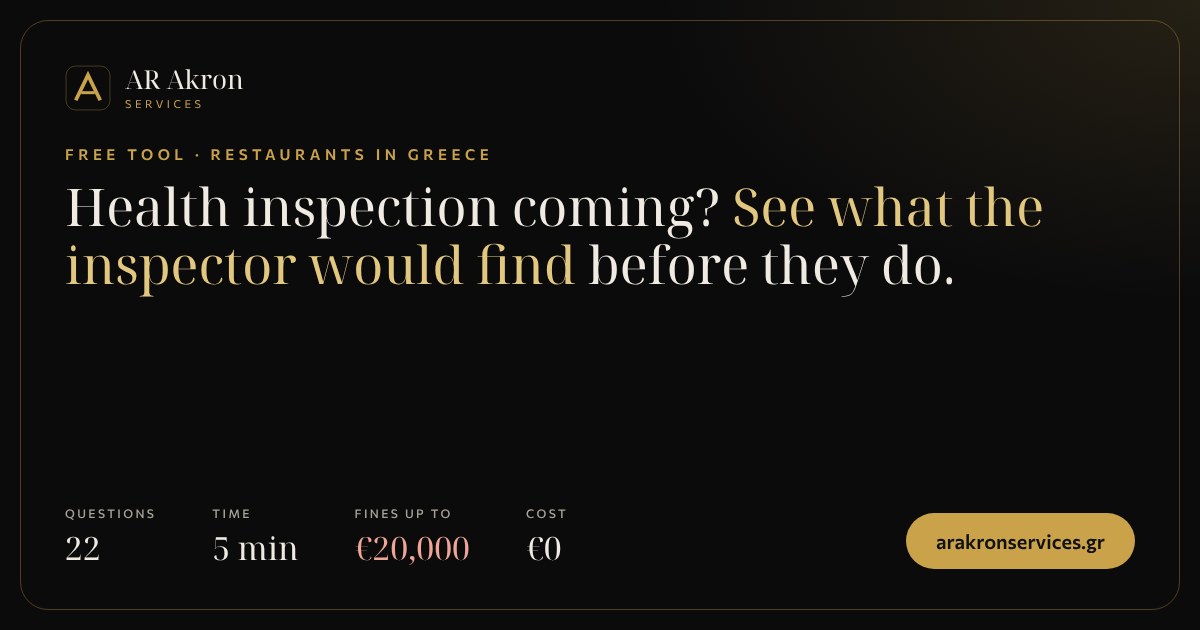 AR Akron
SERVICES
FREE TOOL · RESTAURANTS IN GREECE
Health inspection coming? See what the
inspector would find before they do.
QUESTIONS
22
TIME
5 min
FINES UP TO
€20,000
COST
€0
arakronservices.gr